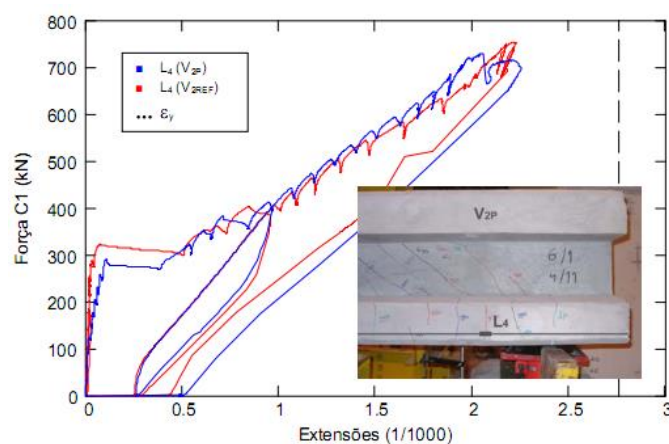 800
700
600
500
400
300
200
100
0
Força C1 (kN)
L4 (V2P)
L4 (V2REF)
εy
V2P
6/1
4/11
L4
0 0.5 1 1.5 2 2.5 3
Extensões (1/1000)